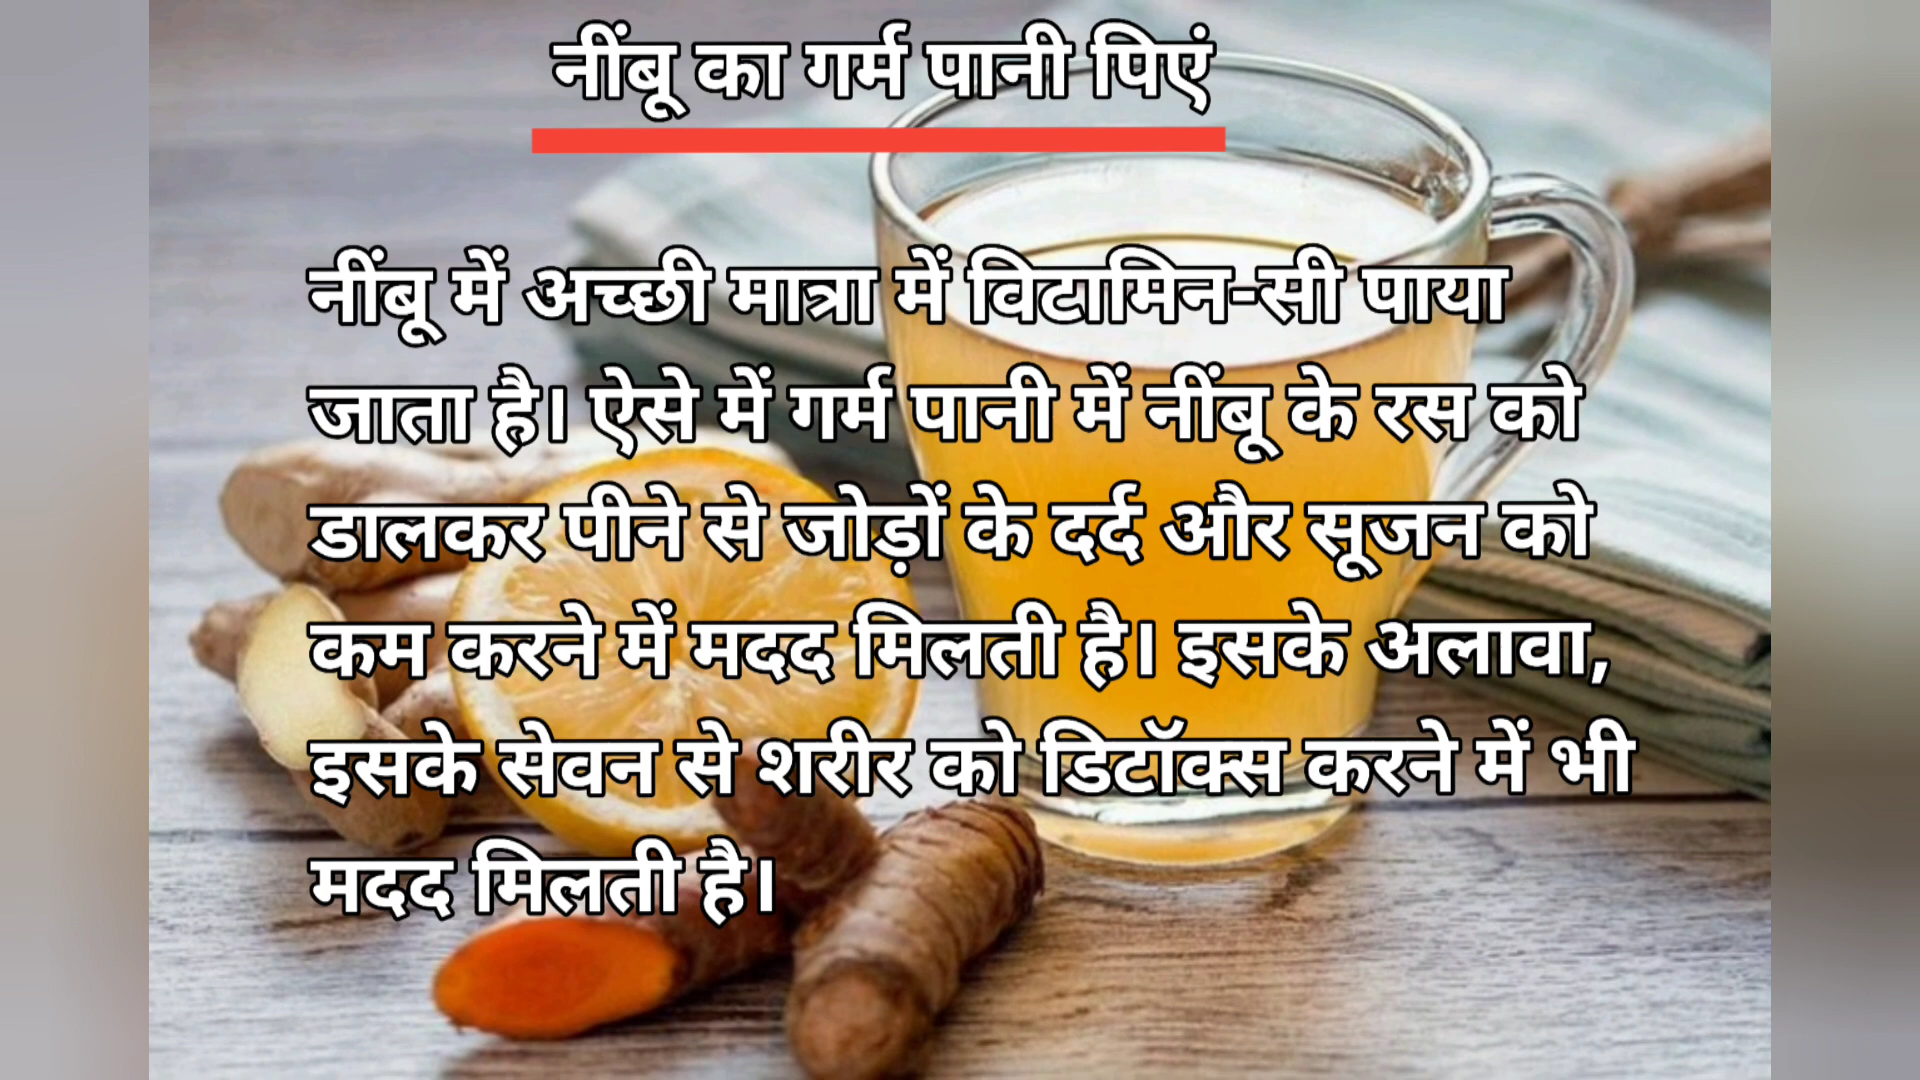 नींबू का गर्म पानी पिएं
नींबू में अच्छी मात्रा में विटामिन-सी पाया
जाता है। ऐसे में गर्म पानी में नींबू के रस को
डालकर पीने से जोड़ों के दर्द और सूजन को
कम करने में मदद मिलती है। इसके अलावा,
इसके सेवन से शरीर को डिटॉक्स करने में भी
मदद मिलती है।